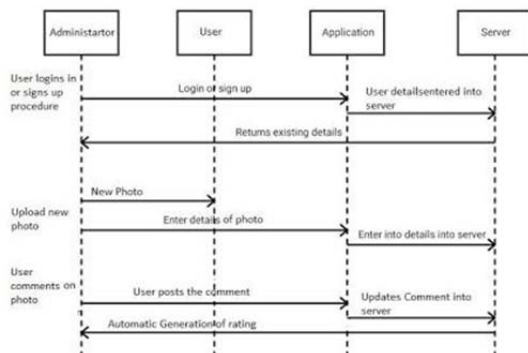 Administartor
User
Application
Server
User logins in
or signs up
procedure
Login or sign up
User detailsentered into
server
Returns existing details
New Photo
Upload new
photo
Enter details of photo
Enter into details into server
User
comments on
photo
User posts the comment
Updates Comment into
server
Automatic Generation of rating